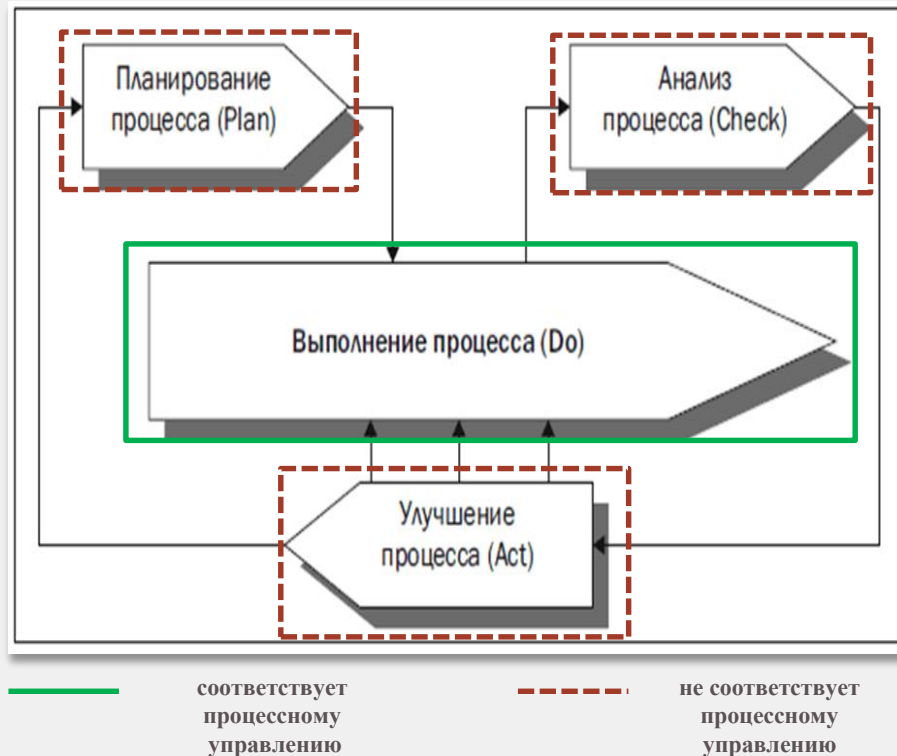 Планирование
процесса (Plan)
Анализ
процесса (Check)
Выполнение процесса (Do)
Улучшение
процесса (Act)
соответствует
процессному
управлению
не соответствует
процессному
управлению